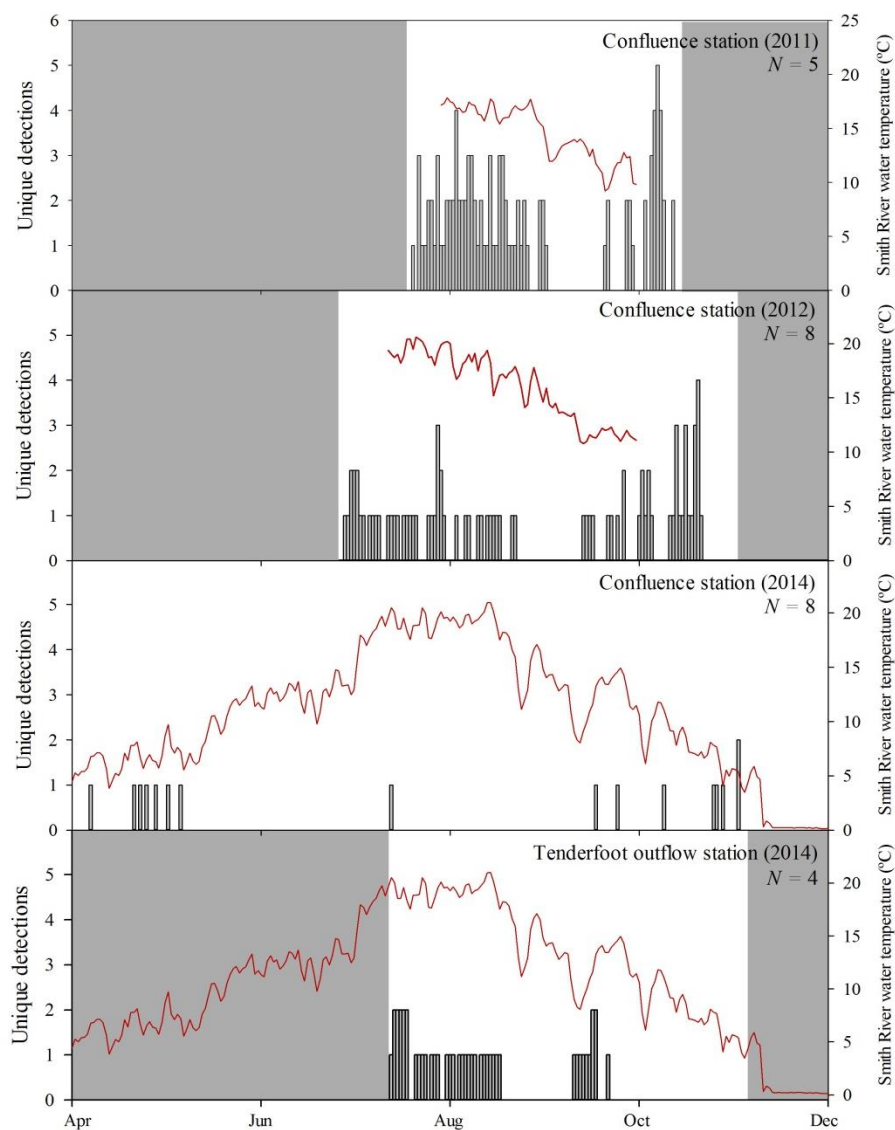 Confluence station (2011)
N = 5
Unique detections
6
5
4
3
2
1
0
Smith River water temperature (°C)
25
20
15
10
5
0
Confluence station (2012)
N = 8
Unique detections
5
4
3
2
1
0
Smith River water temperature (°C)
20
15
10
5
0
Confluence station (2014)
N = 8
Unique detections
5
4
3
2
1
0
Smith River water temperature (°C)
20
15
10
5
0
Tenderfoot outflow station (2014)
N = 4
Unique detections
5
4
3
2
1
0
Smith River water temperature (°C)
20
15
10
5
0
Apr Jun Aug Oct Dec